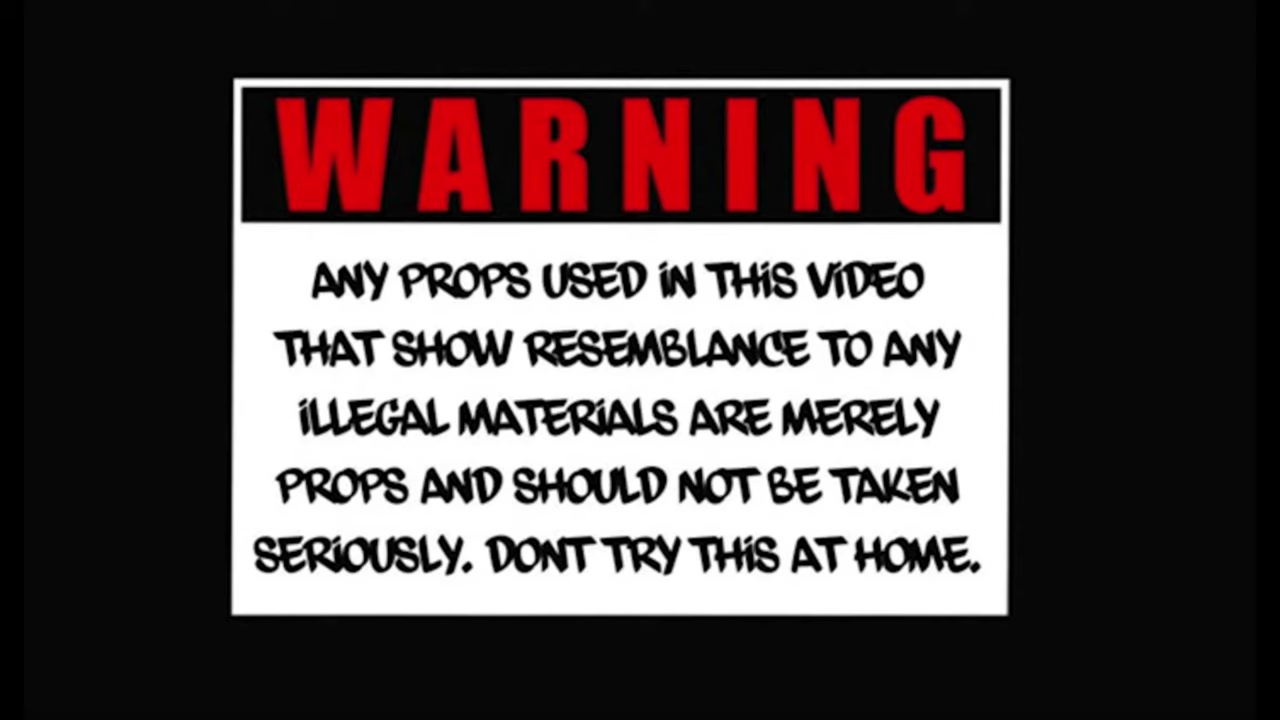 WARNING
ANY PROPS USED iN THiS ViDEO
THAT SHOW RESEMBLANCE TO ANY
iLLEGAL MATERiALS ARE MERELY
PROPS AND SHOULD NOT BE TAKEN
SERiOUSLY. DONT TRY THiS AT HOME.